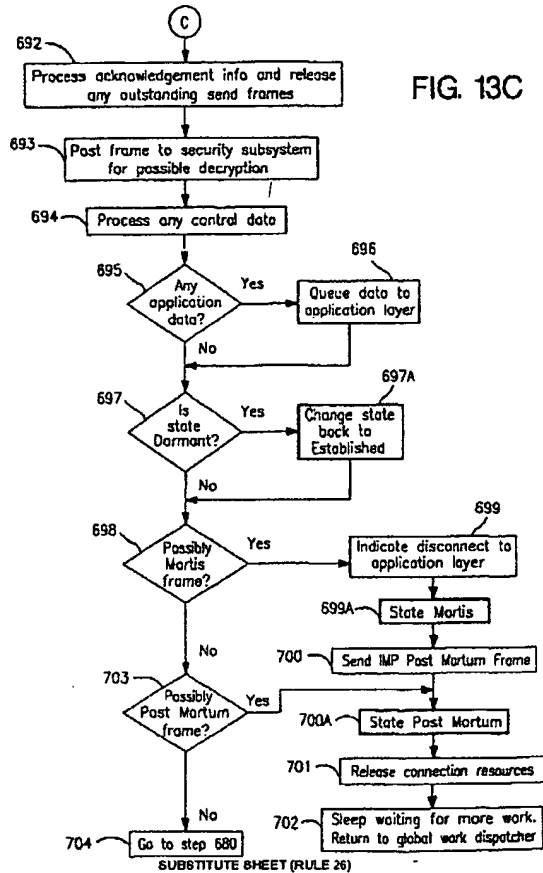 C
692
Process acknowledgement info and release
any outstanding send frames
FIG. 13C
693
Post frame to security subsystem
for possible decryption
694
Process any control data
695
Any
application
data?
Yes
696
Queue data to
application layer
No
697
Is
state
Dormant?
Yes
697A
Change state
back to
Established
No
698
Possibly
Mortis
frame?
Yes
699
Indicate disconnect to
application layer
699A
State Mortis
No
700
Send IMP Post Mortum Frame
703
Possibly
Post Mortum
frame?
Yes
700A
State Post Mortum
701
Release connection resources
No
702
Sleep waiting for more work.
Return to global work dispatcher
704
Go to step 680
SUBSTITUTE SHEET (RULE 26)